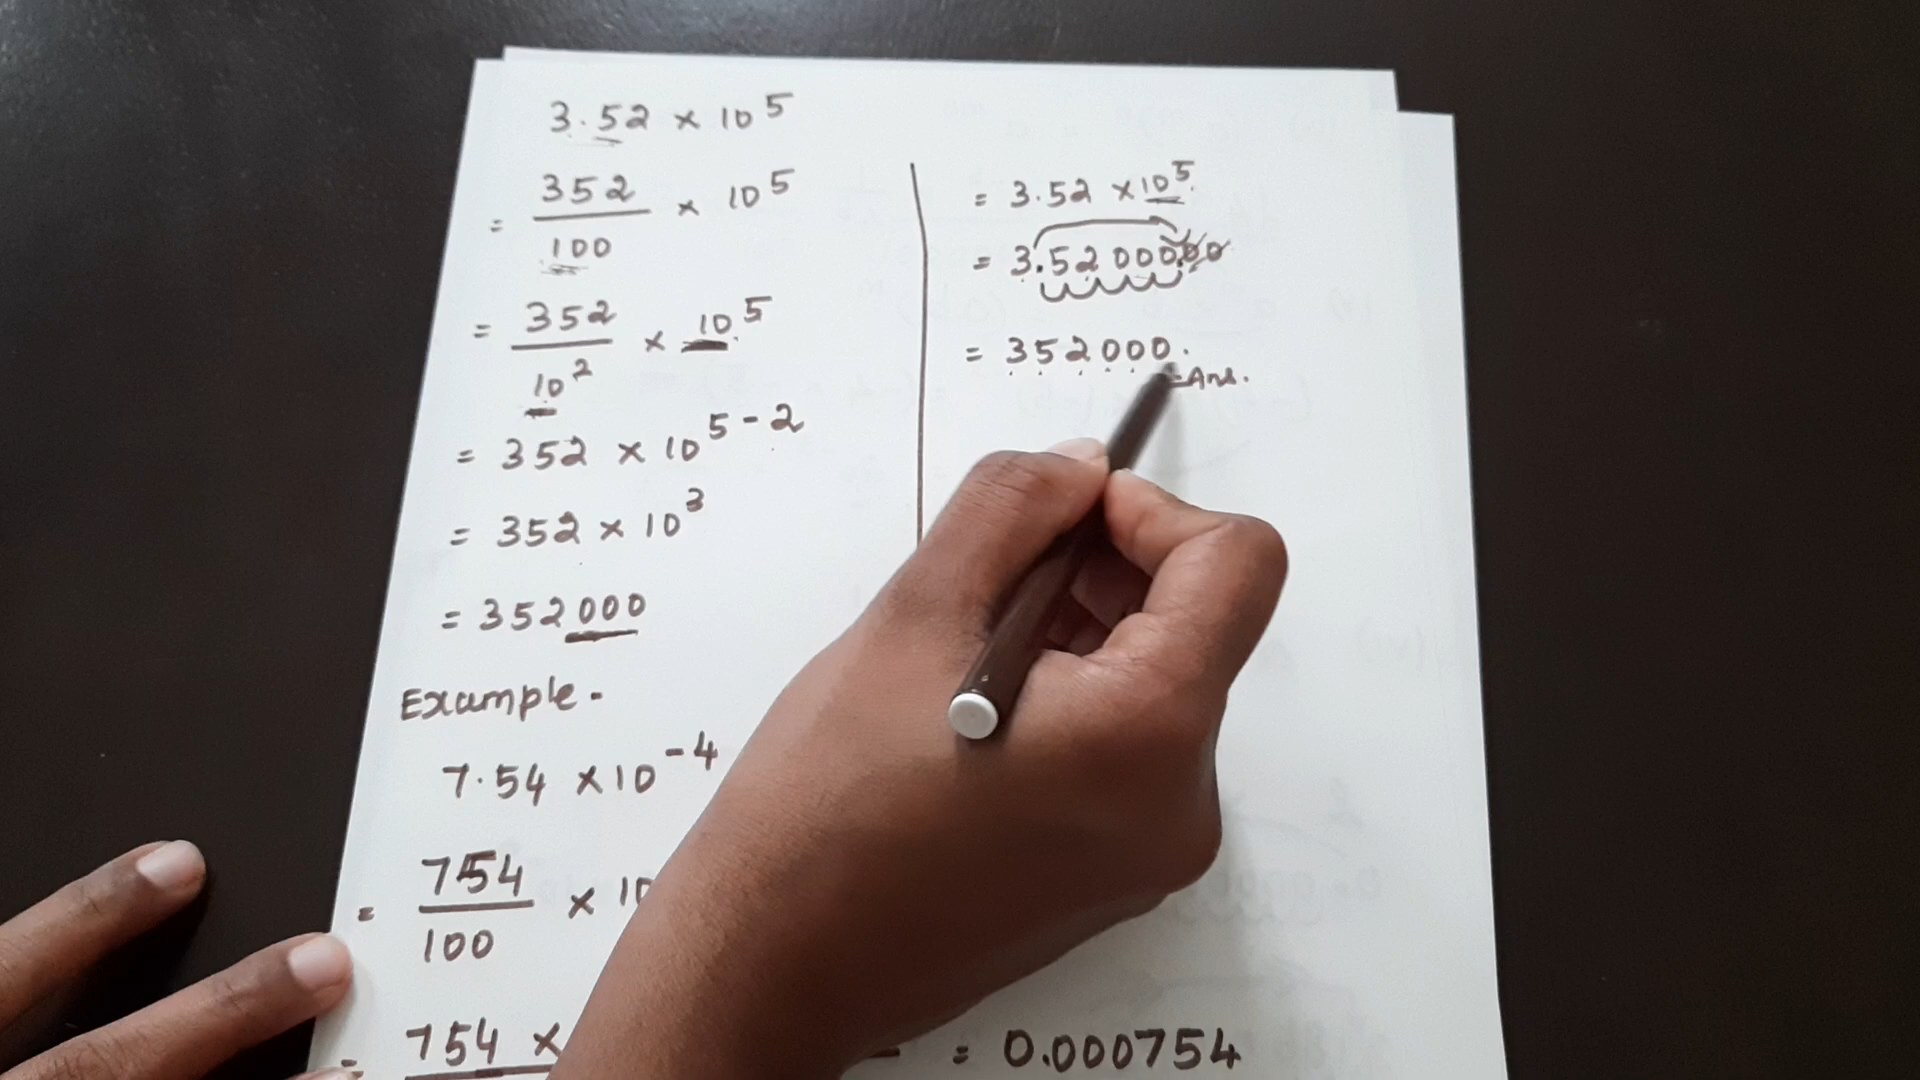 3.52 × 10⁵
= 352/100 × 10⁵
= 352/10² × 10⁵
= 352 × 10⁵⁻²
= 352 × 10³
= 352000
Example -
7.54 × 10⁻⁴
= 754/100 × 10
= 754 ×
= 3.52 × 10⁵
= 3.5200000
= 352000.
Ans.
= 0.000754